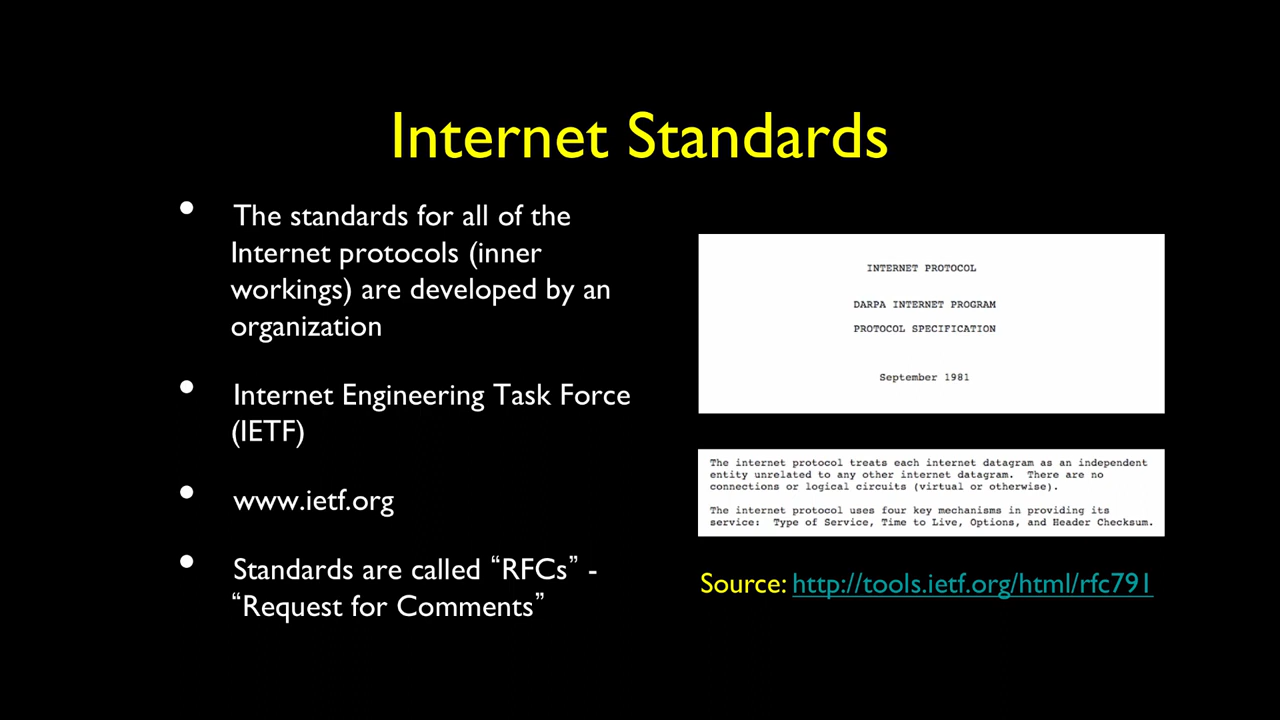 Internet Standards
• The standards for all of the
Internet protocols (inner
workings) are developed by an
organization
• Internet Engineering Task Force
(IETF)
• www.ietf.org
• Standards are called “RFCs” -
“Request for Comments”
INTERNET PROTOCOL
DARPA INTERNET PROGRAM
PROTOCOL SPECIFICATION
September 1981
The internet protocol treats each internet datagram as an independent
entity unrelated to any other internet datagram. There are no
connections or logical circuits (virtual or otherwise).
The internet protocol uses four key mechanisms in providing its
service: Type of Service, Time to Live, Options, and Header Checksum.
Source: http://tools.ietf.org/html/rfc791